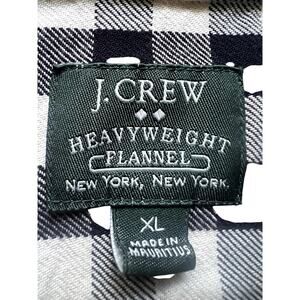 J.CREW
HEAVYWEIGHT
FLANNEL
NEW YORK, NEW YORK.
XL
MADE IN
MAURITIUS